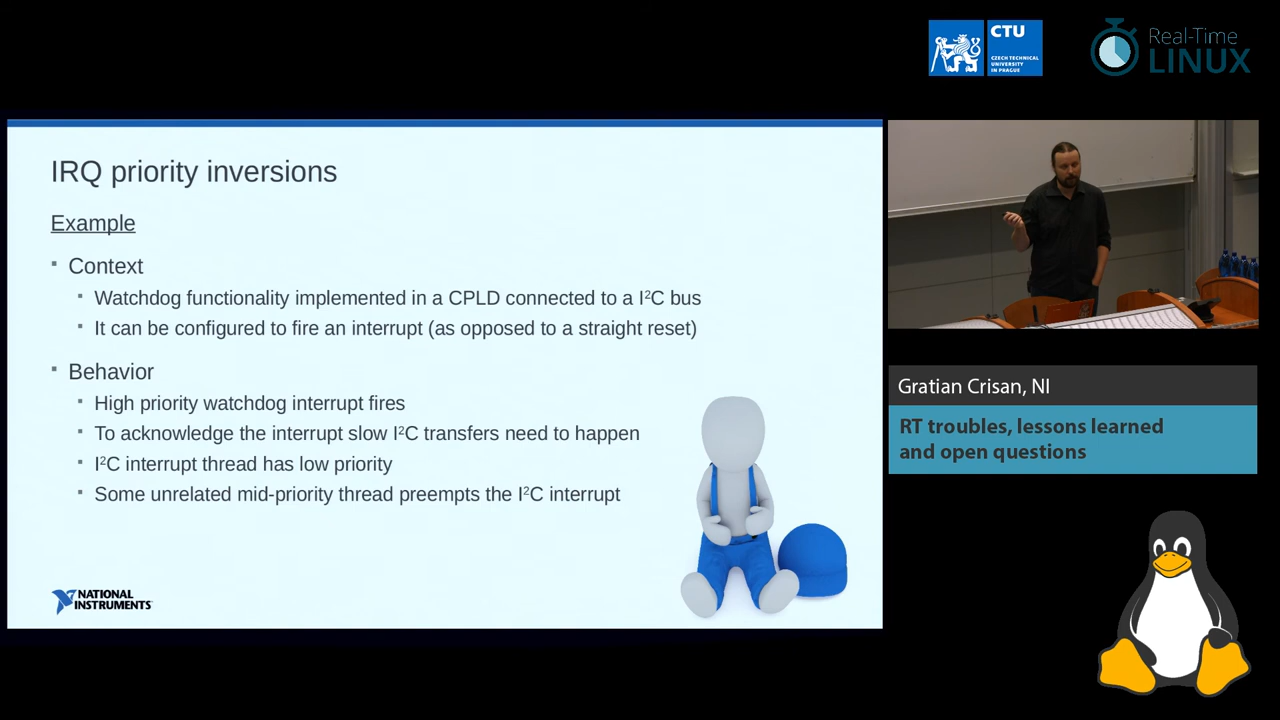 CTU
CZECH TECHNICAL
UNIVERSITY
IN PRAGUE
Real-Time
LINUX
IRQ priority inversions
Example
▪ Context
▪ Watchdog functionality implemented in a CPLD connected to a I²C bus
▪ It can be configured to fire an interrupt (as opposed to a straight reset)
▪ Behavior
▪ High priority watchdog interrupt fires
▪ To acknowledge the interrupt slow I²C transfers need to happen
▪ I²C interrupt thread has low priority
▪ Some unrelated mid-priority thread preempts the I²C interrupt
NATIONAL
INSTRUMENTS
Gratian Crisan, NI
RT troubles, lessons learned
and open questions